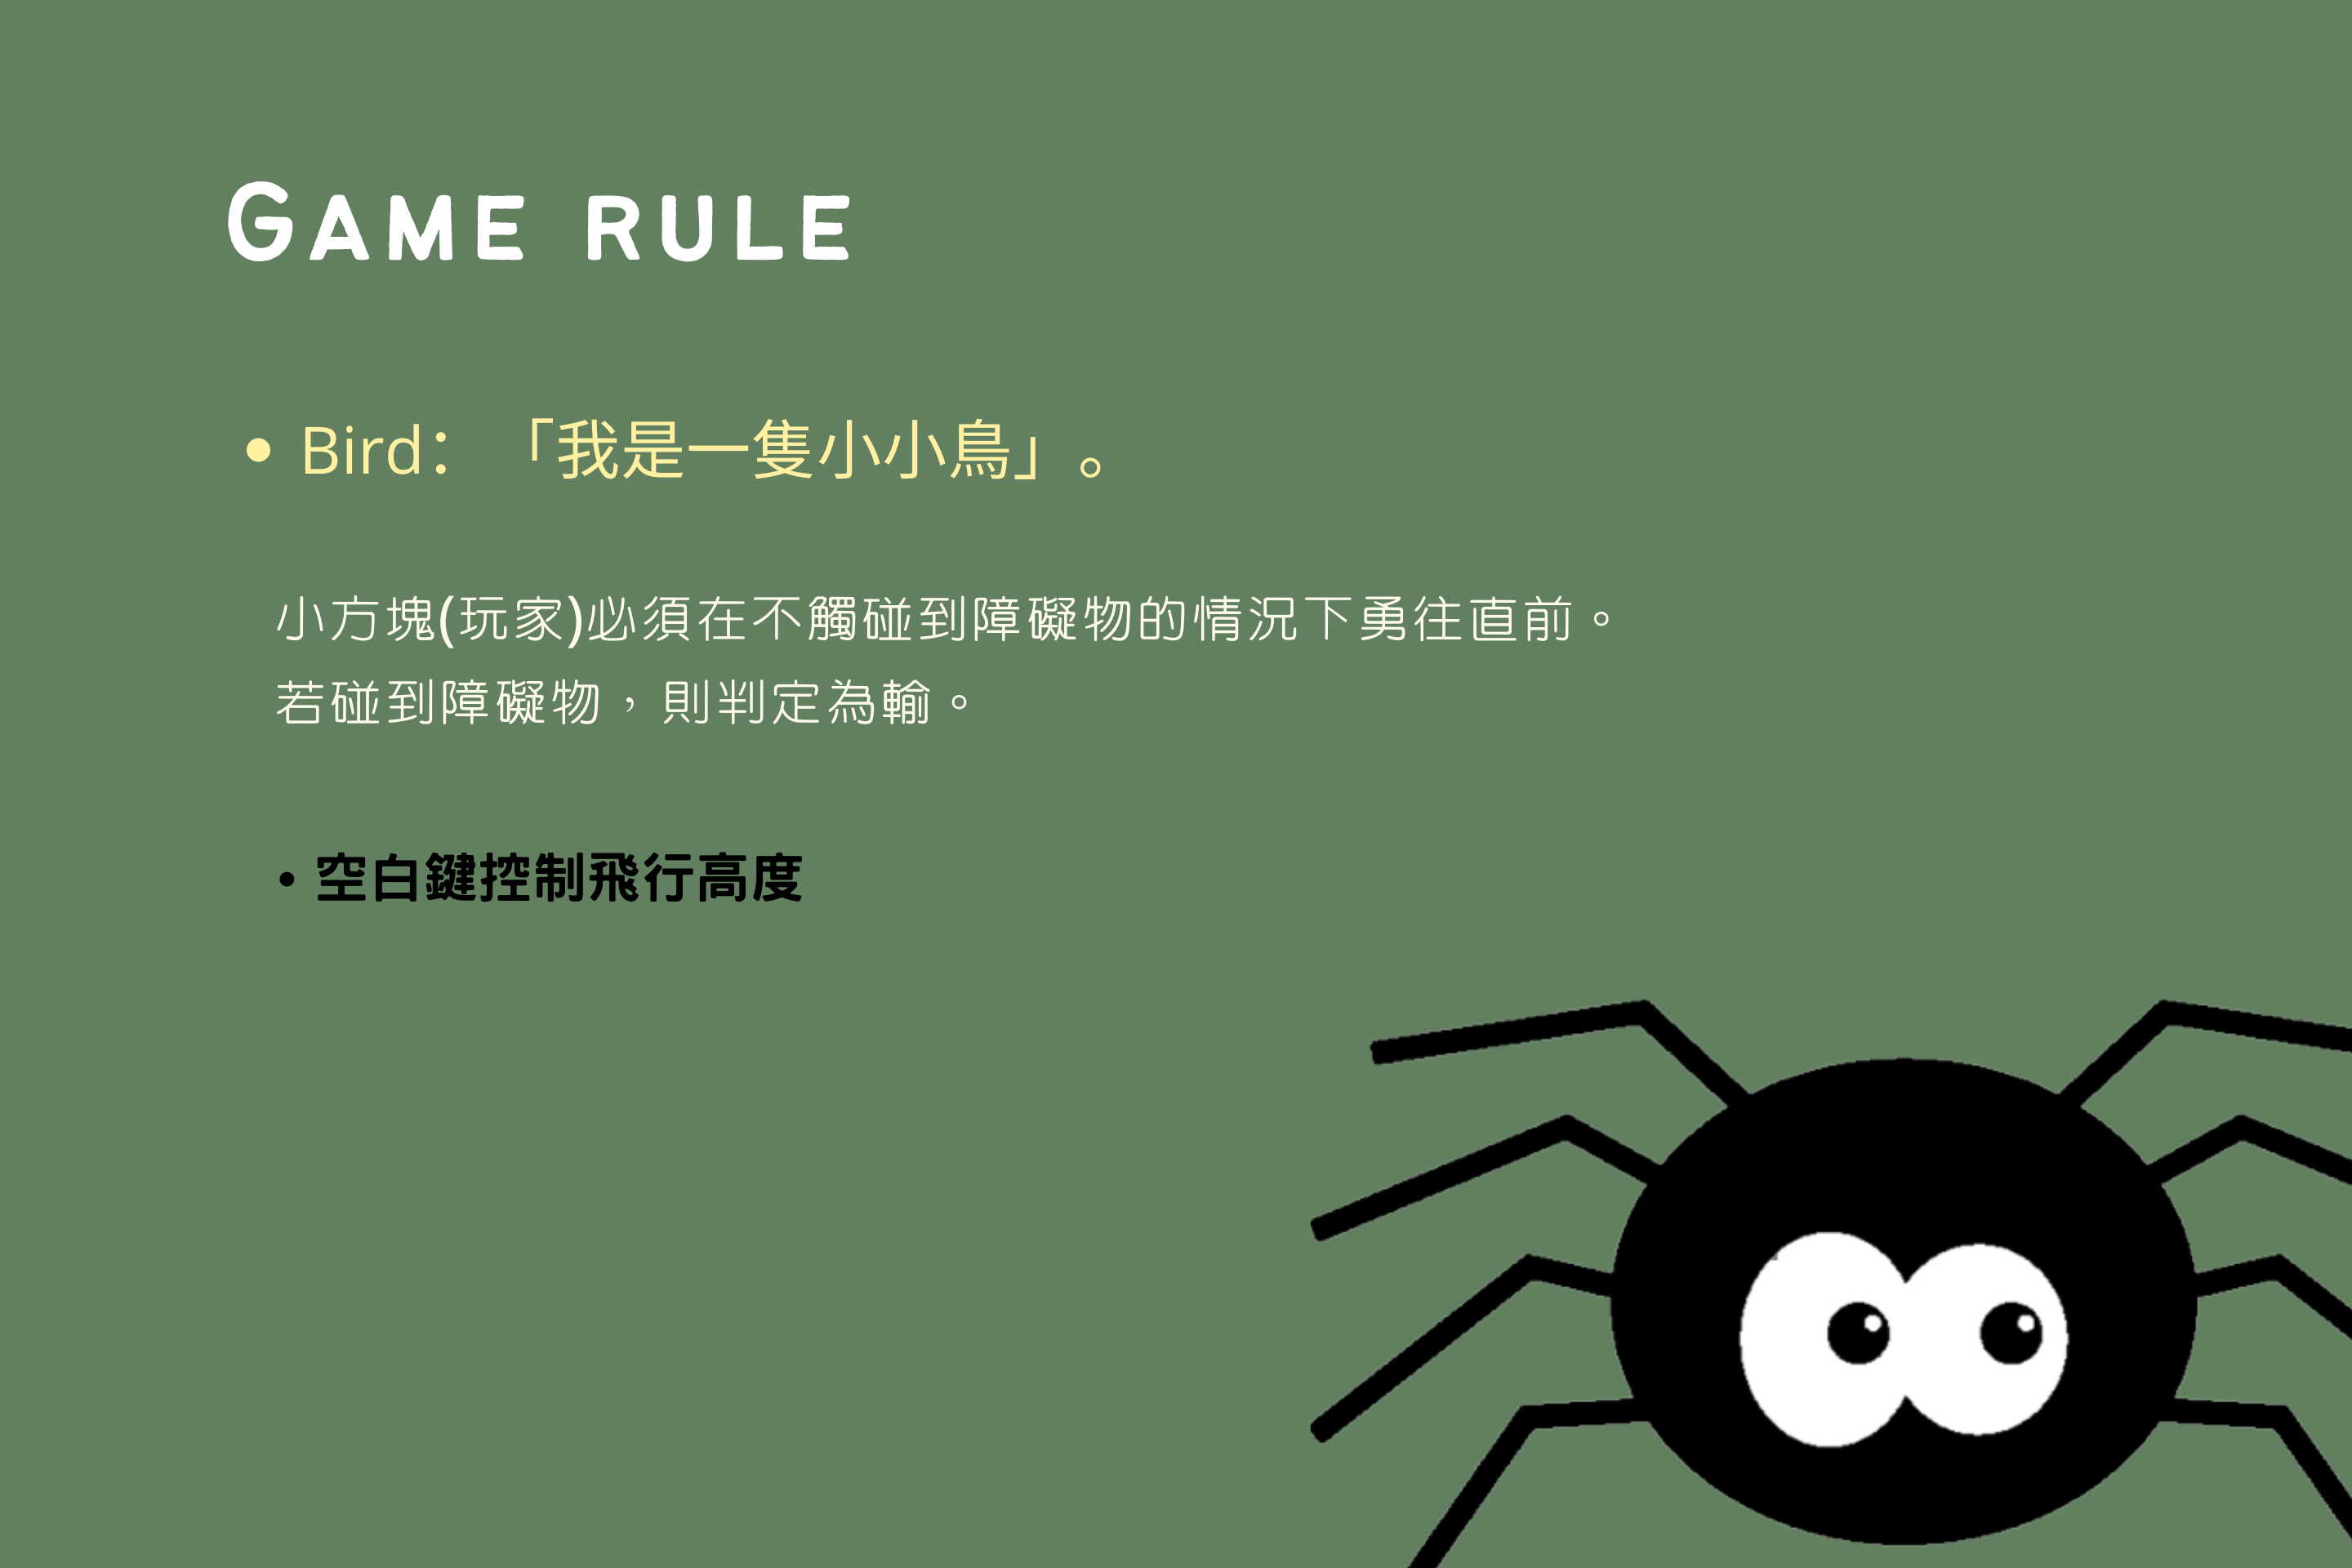 GAME RULE
• Bird：「我是一隻小小鳥」。
小方塊(玩家)必須在不觸碰到障礙物的情況下勇往直前。
若碰到障礙物，則判定為輸。
• 空白鍵控制飛行高度